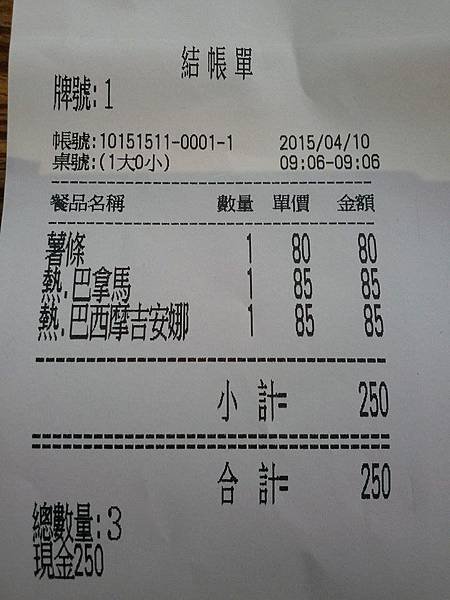 結帳單
牌號:1
帳號:10151511-0001-1 2015/04/10
桌號:(1大0小) 09:06-09:06
餐品名稱 數量 單價 金額
薯條 1 80 80
熱.巴拿馬 1 85 85
熱.巴西摩吉安娜 1 85 85
小 計= 250
合 計= 250
總數量:3
現金250